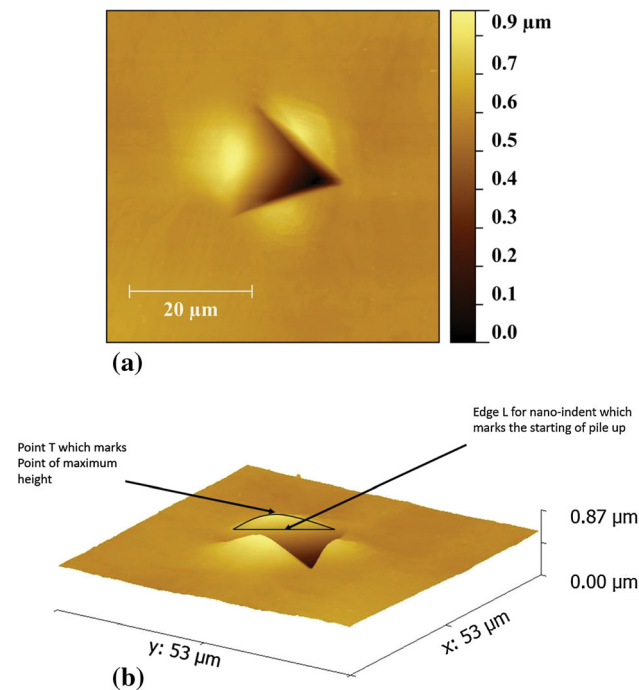 0.9 µm
0.7
0.6
0.5
0.4
0.3
0.2
0.1
0.0
20 µm
(a)
Edge L for nano-indent which
marks the starting of pile up
Point T which marks
Point of maximum
height
0.87 µm
0.00 µm
x: 53 µm
y: 53 µm
(b)